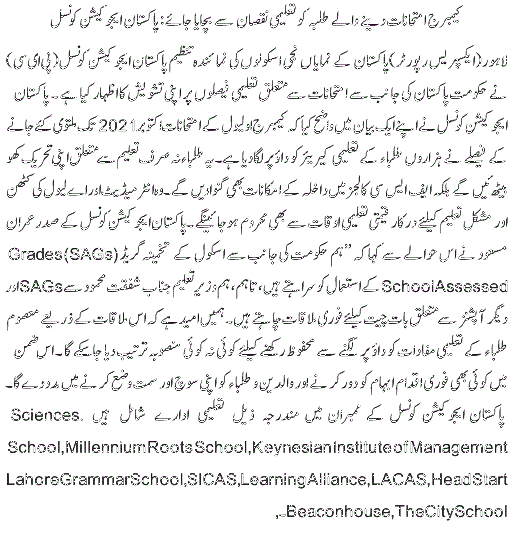 کیمبرج امتحانات دینے والے طلبہ کو تعلیمی نقصان سے بچایا جائے: پاکستان ایجوکیشن کونسل
لاہور (ایکسپریس رپورٹر) پاکستان کے نمایاں نجی اسکولوں کی نمائندہ تنظیم پاکستان ایجوکیشن کونسل (پی ای سی)
نے حکومت پاکستان کی جانب سے امتحانات سے متعلق تعلیمی فیصلوں پر اپنی تشویش کا اظہار کیا ہے۔ پاکستان
ایجوکیشن کونسل نے اپنے ایک بیان میں واضح کیا کہ کیمبرج اولیول کے امتحانات اکتوبر 2021 تک ملتوی کئے جانے
کے فیصلے نے ہزاروں طلباء کے تعلیمی کیریئر کو داؤ پر لگا دیا ہے۔ یہ طلباء نہ صرف تعلیم سے متعلق اپنی تحریک کھو
بیٹھیں گے بلکہ ایف ایس سی کالجز میں داخلہ کے امکانات بھی گنوا دیں گے۔ وہ انٹرمیڈیٹ اور اے لیول کی کٹھن
اور مشکل تعلیم کیلئے درکار قیمتی تعلیمی اوقات سے بھی محروم ہو جائینگے۔ پاکستان ایجوکیشن کونسل کے صدر عمران
مسعود نے اس حوالے سے کہا کہ "ہم حکومت کی جانب سے اسکول کے تخمینہ گریڈ Grades (SAGs)
School Assessed کے استعمال کو سراہتے ہیں، تاہم، ہم وزیر تعلیم جناب شفقت محمود سے SAGs اور
دیگر آپشنز سے متعلق بات چیت کیلئے فوری ملاقات چاہتے ہیں۔ ہمیں امید ہے کہ اس ملاقات کے ذریعے معصوم
طلباء کے تعلیمی مفادات کو داؤ پر لگنے سے محفوظ رکھنے کیلئے کوئی نہ کوئی منصوبہ ترتیب دیا جا سکے گا۔ اس ضمن
میں کوئی بھی فوری اقدام ابہام کو دور کرنے اور والدین و طلباء کو اپنی سوچ اور سمت وضع کرنے میں مدد دے گا۔
پاکستان ایجوکیشن کونسل کے ممبران میں مندرجہ ذیل تعلیمی ادارے شامل ہیں Sciences,
School, Millennium Roots School, Keynesian Institute of Management
Lahore Grammar School, SICAS, Learning Alliance, LACAS, Head Start
Beaconhouse, The City School۔,